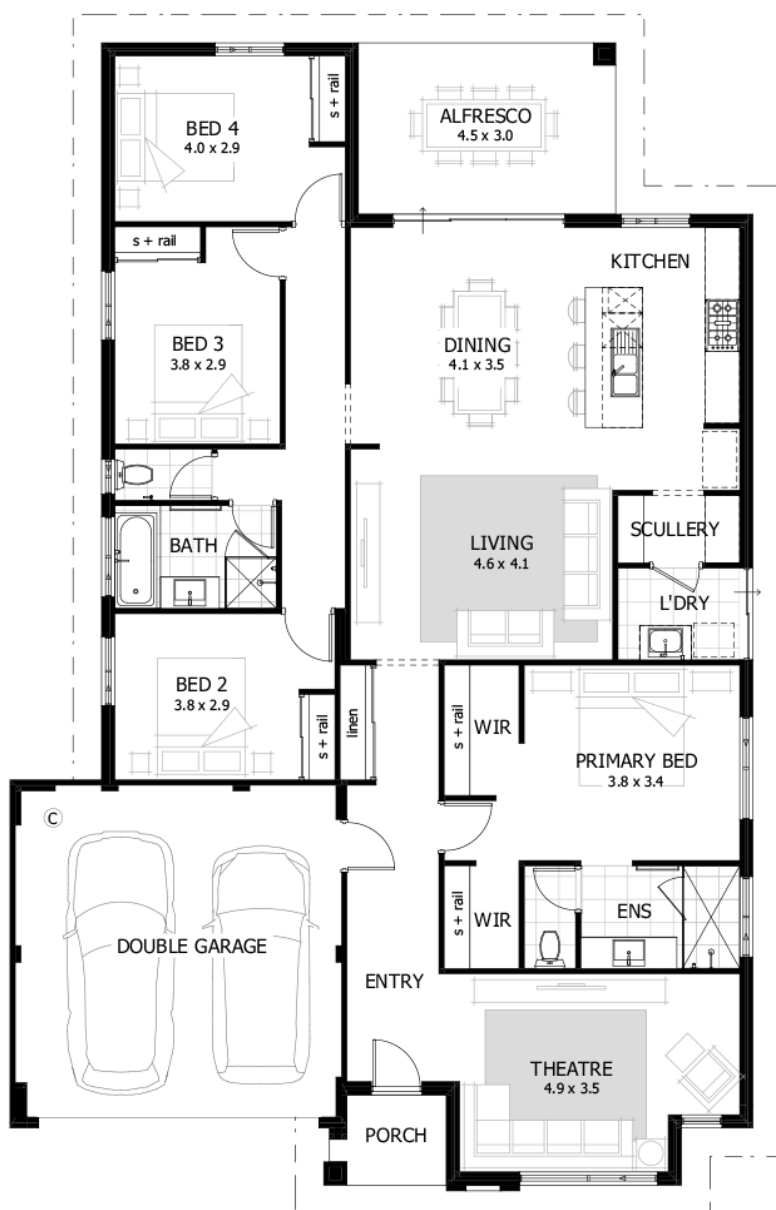 BED 4
4.0 x 2.9
s + rail
ALFRESCO
4.5 x 3.0
s + rail
BED 3
3.8 x 2.9
KITCHEN
DINING
4.1 x 3.5
BATH
LIVING
4.6 x 4.1
SCULLERY
L'DRY
BED 2
3.8 x 2.9
s + rail
linen
s + rail
WIR
PRIMARY BED
3.8 x 3.4
C
DOUBLE GARAGE
s + rail
WIR
ENS
ENTRY
THEATRE
4.9 x 3.5
PORCH